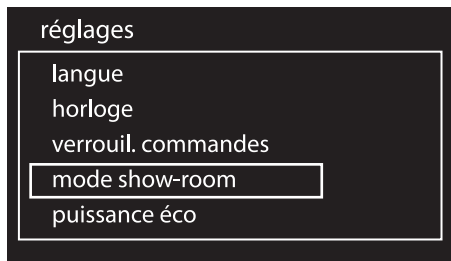 réglages
langue
horloge
verrouil. commandes
mode show-room
puissance éco